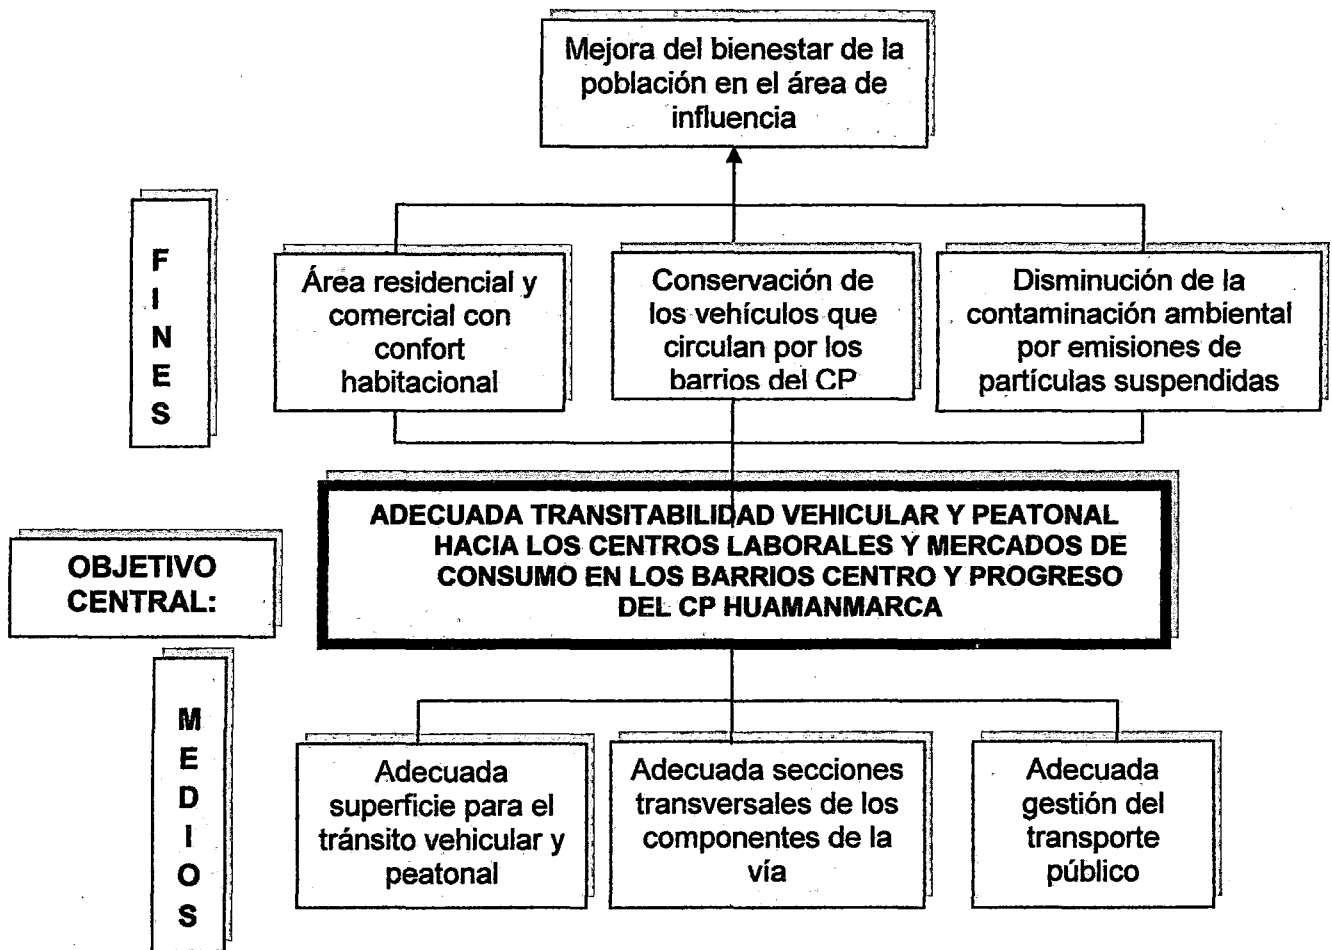 Mejora del bienestar de la
población en el área de
influencia
FINES
Área residencial y
comercial con
confort
habitacional
Conservación de
los vehículos que
circulan por los
barrios del CP
Disminución de la
contaminación ambiental
por emisiones de
partículas suspendidas
OBJETIVO
CENTRAL:
ADECUADA TRANSITABILIDAD VEHICULAR Y PEATONAL
HACIA LOS CENTROS LABORALES Y MERCADOS DE
CONSUMO EN LOS BARRIOS CENTRO Y PROGRESO
DEL CP HUAMANMARCA
MEDIOS
Adecuada
superficie para el
tránsito vehicular y
peatonal
Adecuada secciones
transversales de los
componentes de la
vía
Adecuada
gestión del
transporte
público